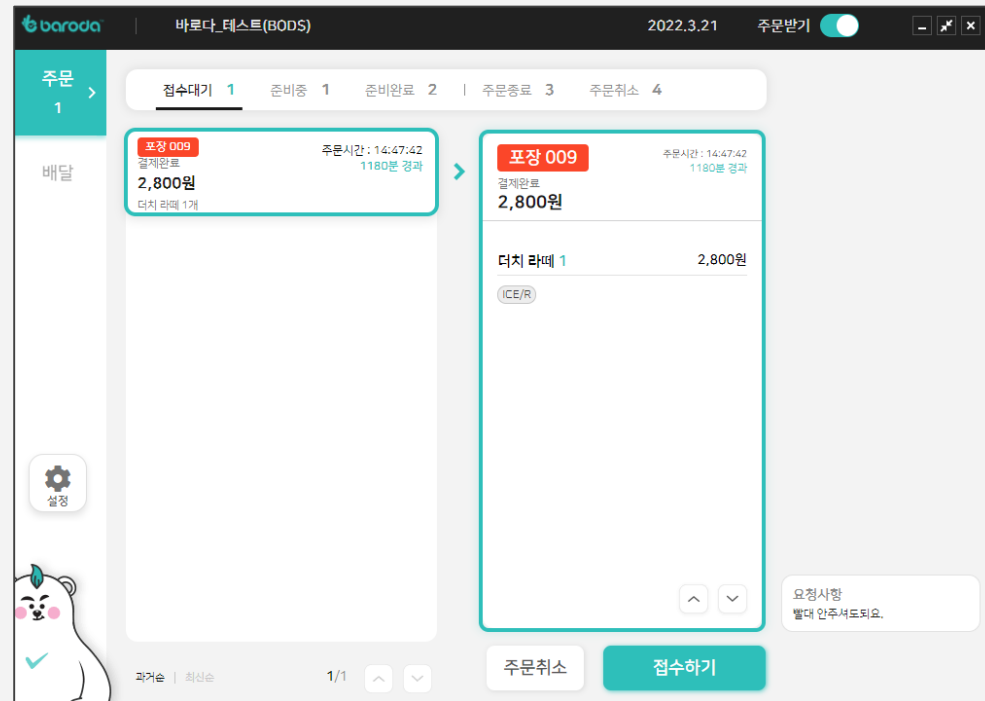 baroda
바로다_테스트(BODS)
2022.3.21
주문받기
주문
1
접수대기 1
준비중 1
준비완료 2
주문종료 3
주문취소 4
배달
포장 009
주문시간 : 14:47:42
결제완료
1180분 경과
2,800원
더치 라떼 1개
포장 009
주문시간 : 14:47:42
1180분 경과
결제완료
2,800원
더치 라떼 1
2,800원
ICE/R
설정
요청사항
빨대 안주셔도되요.
과거순 | 최신순
1/1
주문취소
접수하기